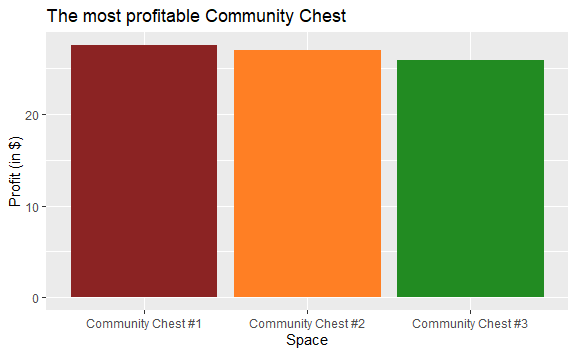 The most profitable Community Chest
Profit (in $)
20
10
0
Community Chest #1
Community Chest #2
Community Chest #3
Space